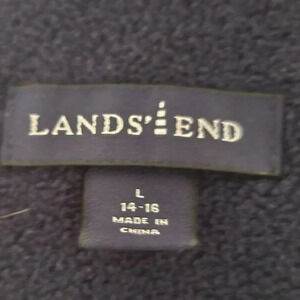 LANDS' END
L
14-16
MADE IN
CHINA